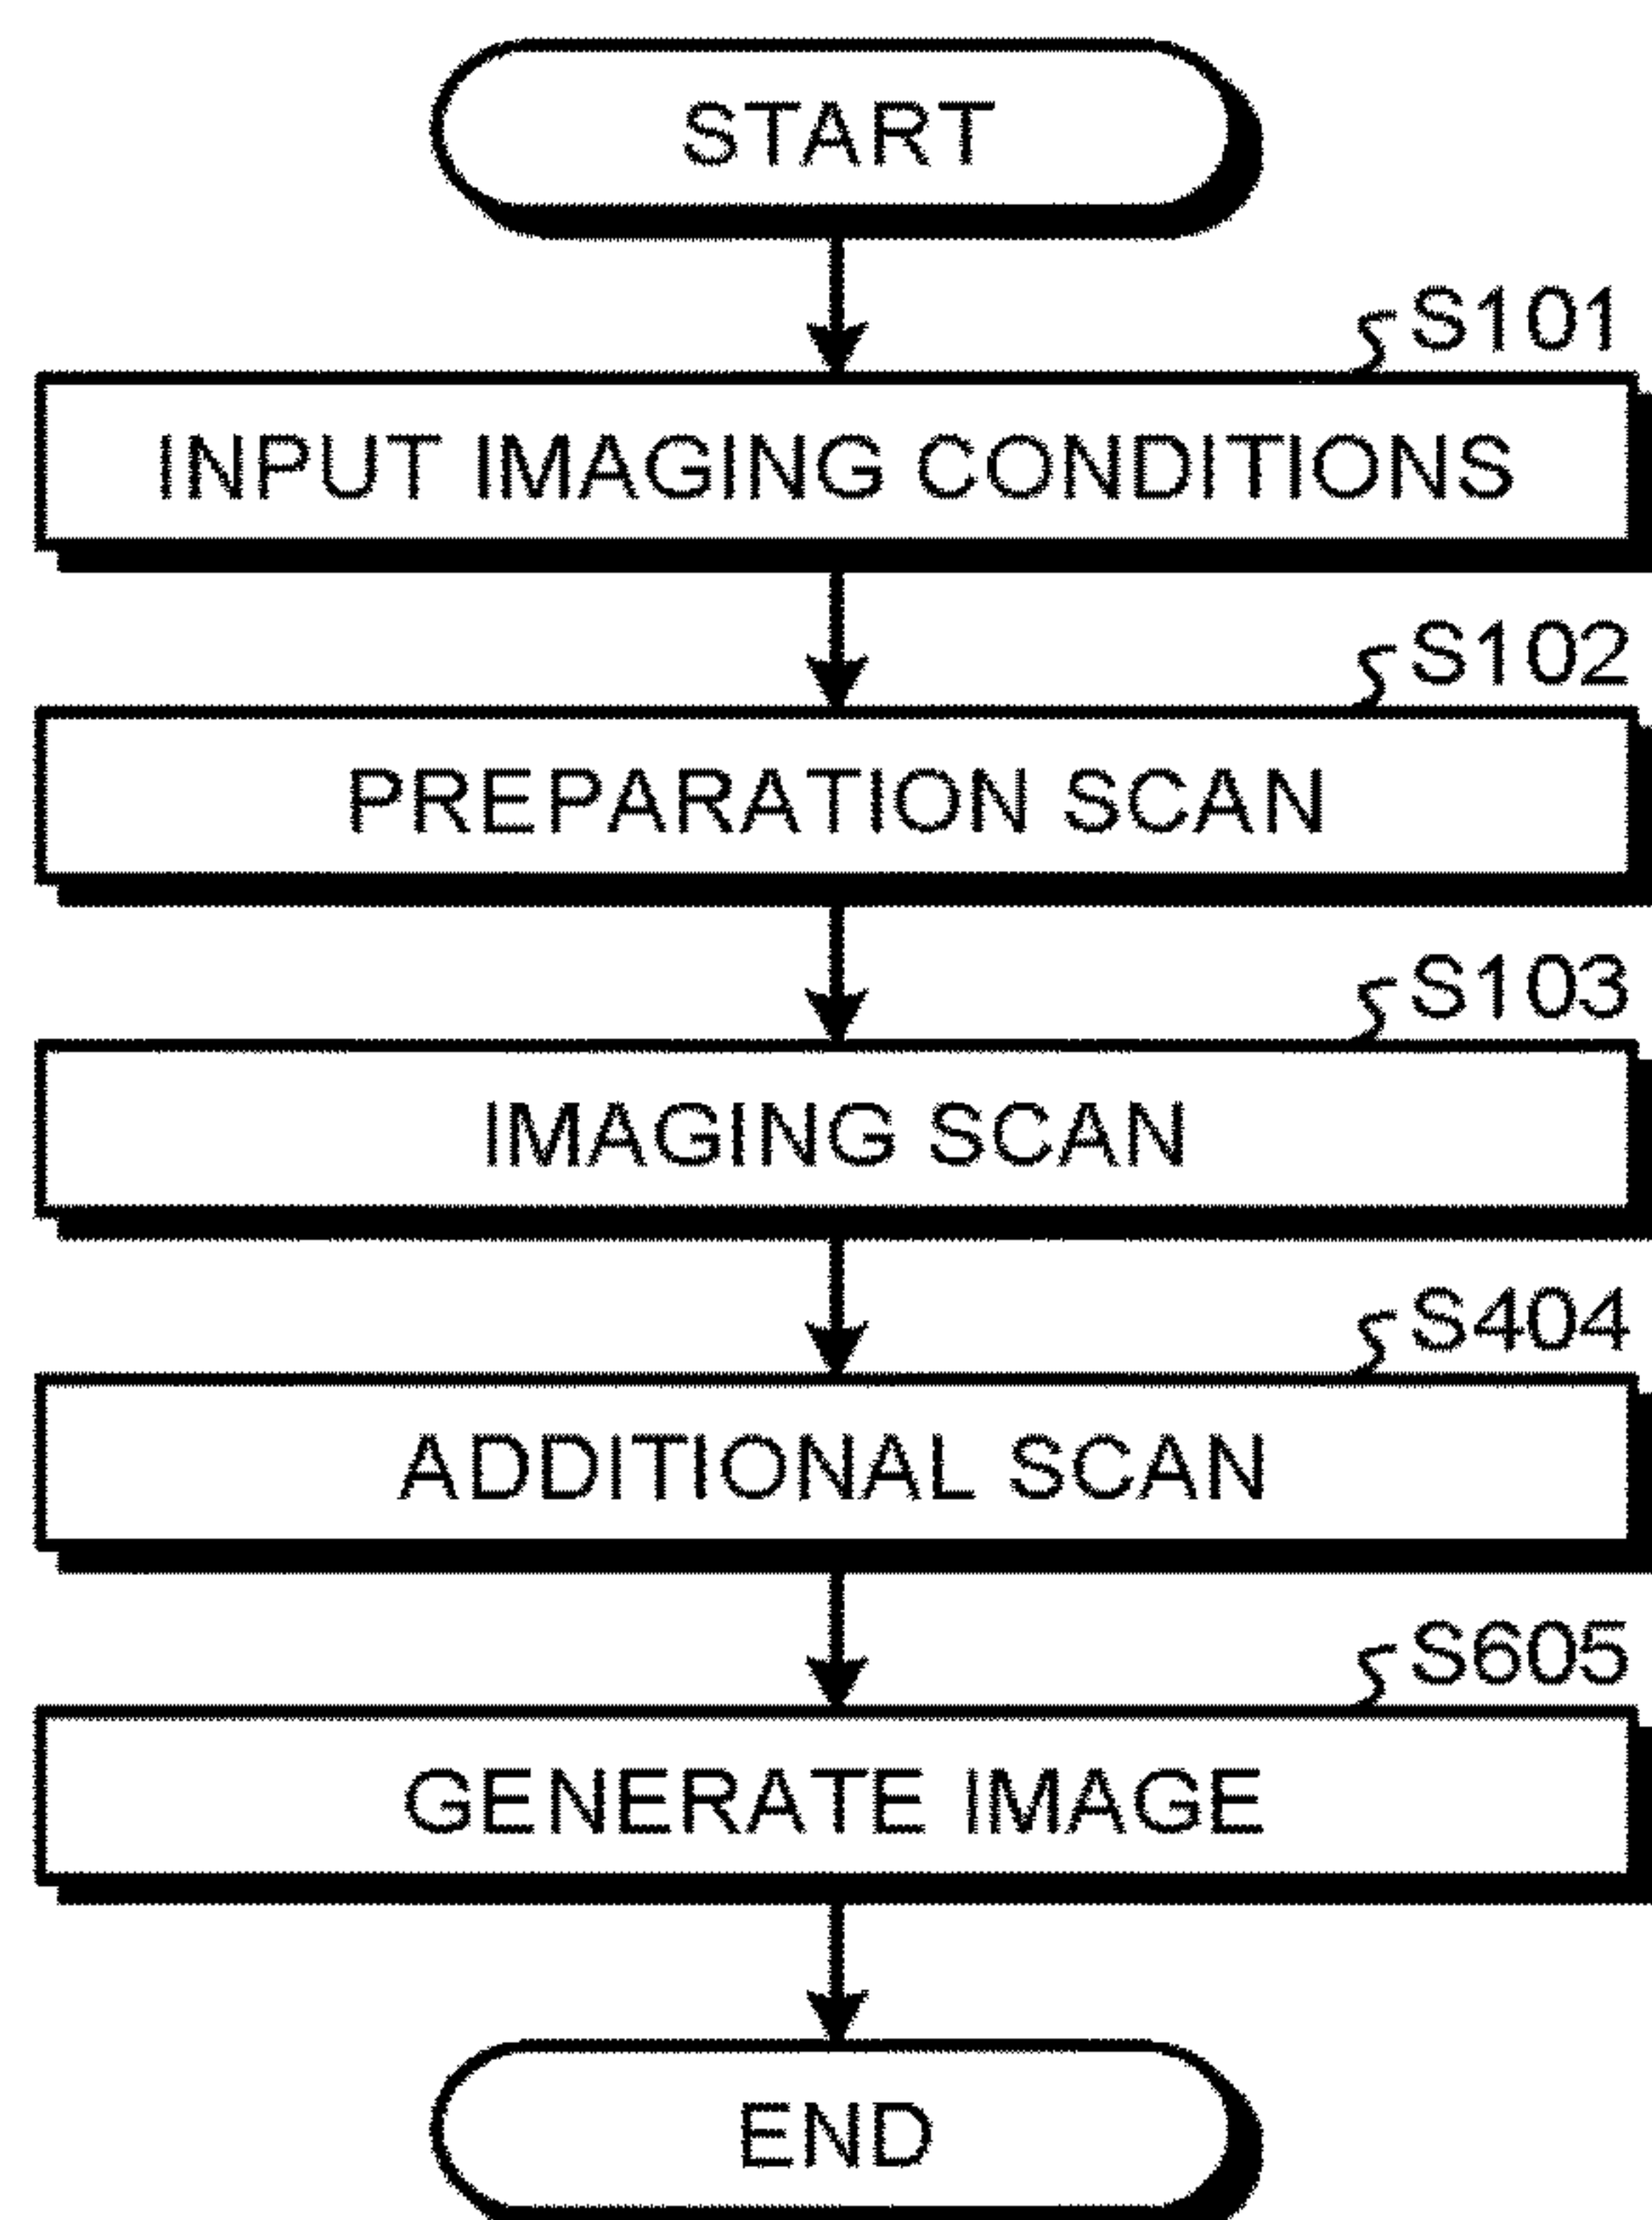 START
S101
INPUT IMAGING CONDITIONS
S102
PREPARATION SCAN
S103
IMAGING SCAN
S404
ADDITIONAL SCAN
S605
GENERATE IMAGE
END